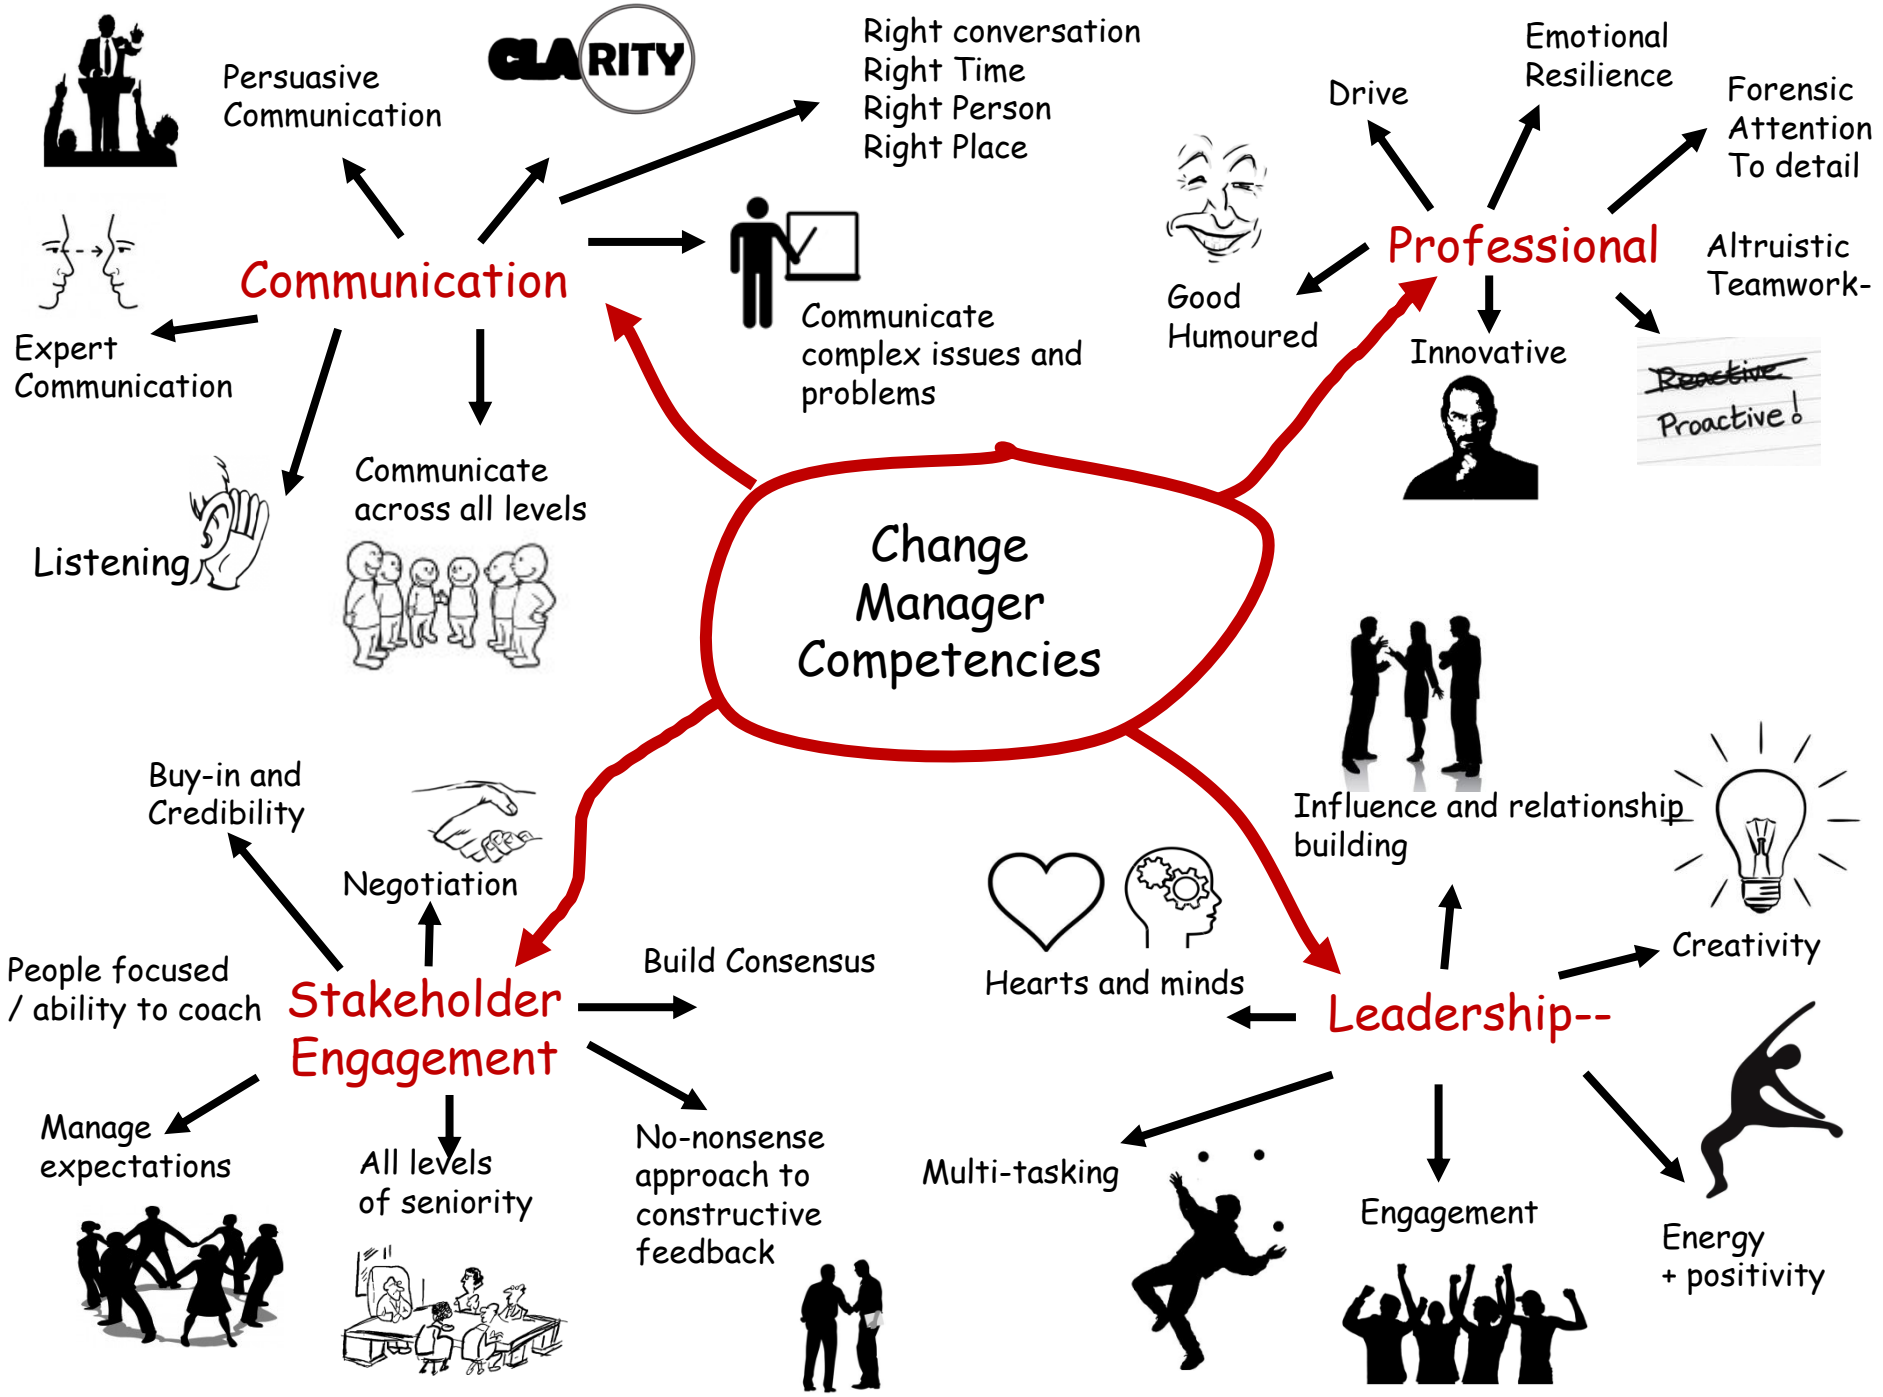 Persuasive
Communication
CLARITY
Right conversation
Right Time
Right Person
Right Place
Communication
Expert
Communication
Listening
Communicate
across all levels
Communicate
complex issues and
problems
Drive
Emotional
Resilience
Forensic
Attention
To detail
Professional
Altruistic
Teamwork-
Good
Humoured
Innovative
Reactive
Proactive!
Change
Manager
Competencies
Buy-in and
Credibility
Negotiation
People focused
/ ability to coach
Stakeholder
Engagement
Build Consensus
Manage
expectations
All levels
of seniority
No-nonsense
approach to
constructive
feedback
Influence and relationship
building
Creativity
Hearts and minds
Leadership--
Multi-tasking
Engagement
Energy
+ positivity